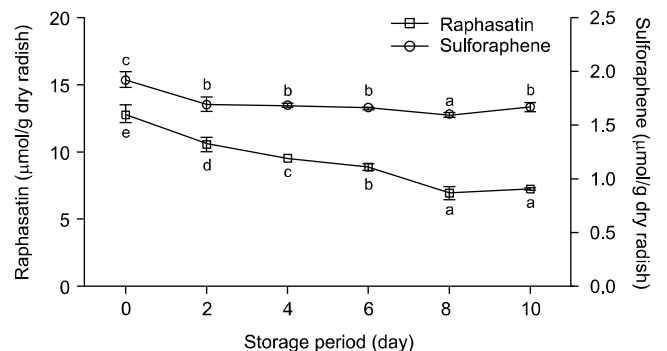 Raphasatin
Sulforaphene
Raphasatin (μmol/g dry radish)
20
15
10
5
0
c
b
b
b
a
b
e
d
c
b
a
a
2.5
2.0
1.5
1.0
0.5
0.0
Sulforaphene (μmol/g dry radish)
0 2 4 6 8 10
Storage period (day)